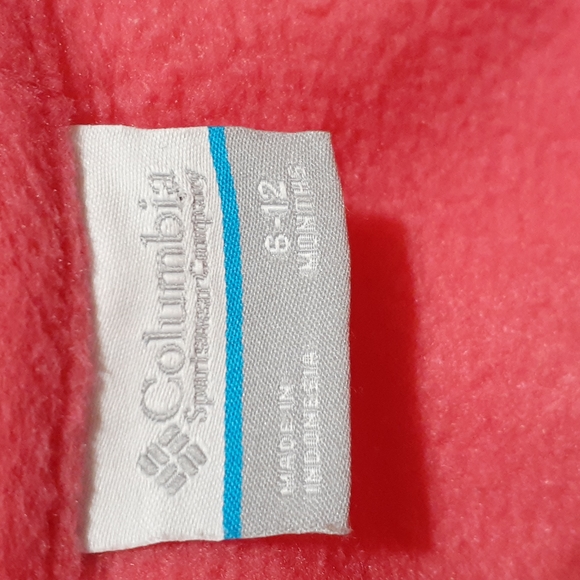 Columbia
Sportswear Company
6-12
MONTHS
MADE IN
INDONESIA